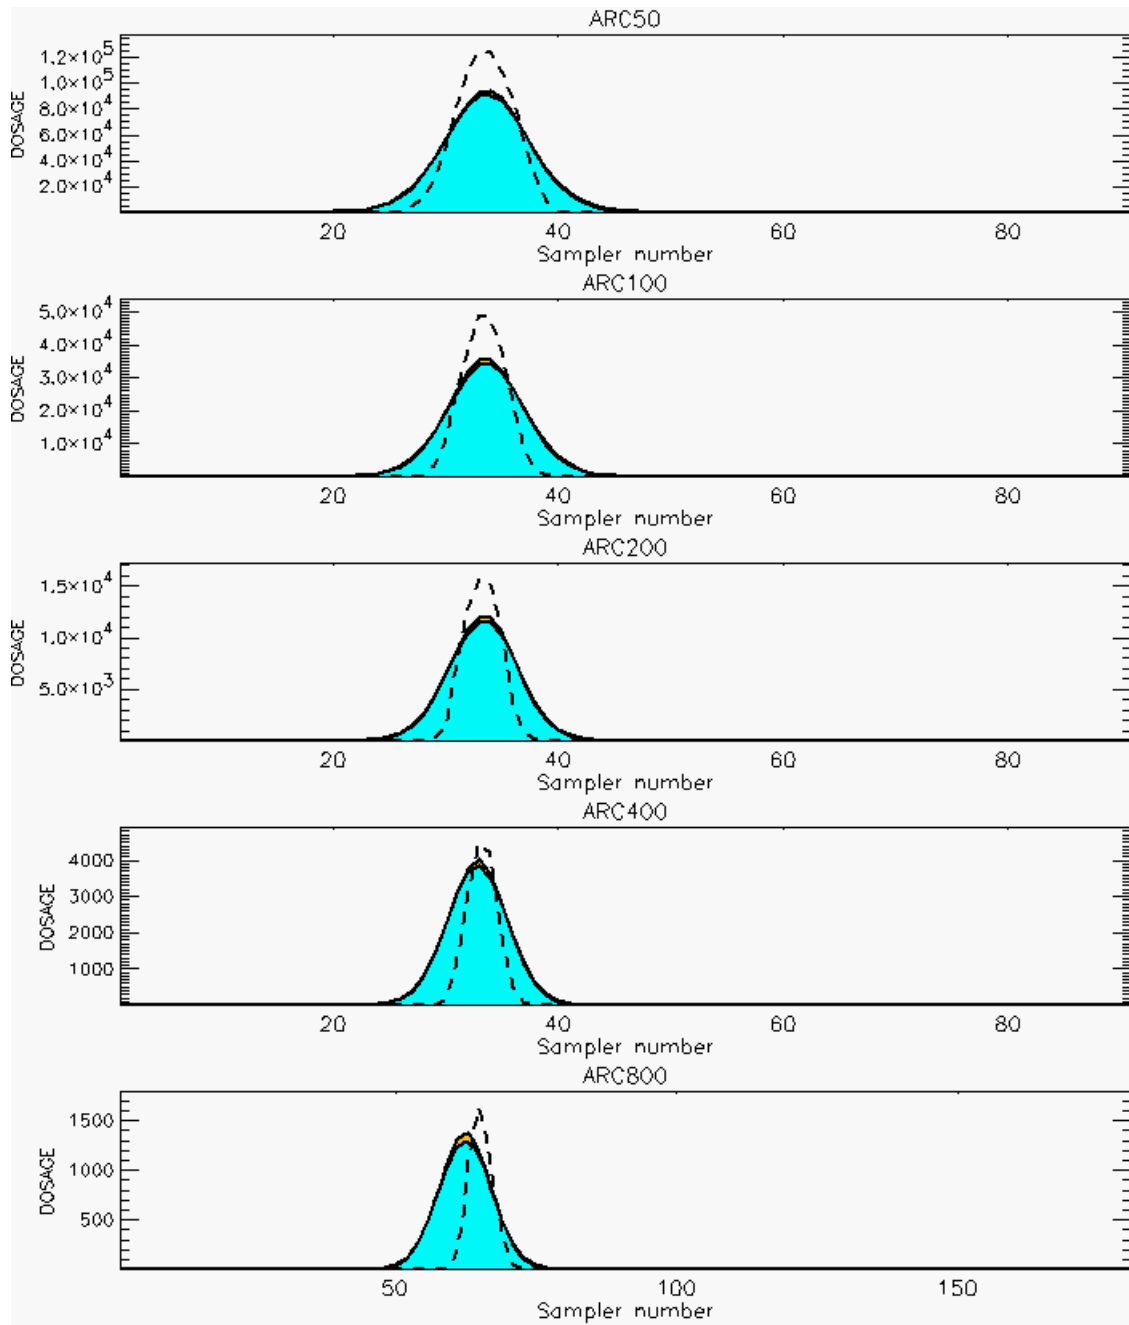 ARC50
1.2×10⁵
1.0×10⁵
8.0×10⁴
6.0×10⁴
4.0×10⁴
2.0×10⁴
DOSAGE
20 40 60 80
Sampler number
ARC100
5.0×10⁴
4.0×10⁴
3.0×10⁴
2.0×10⁴
1.0×10⁴
DOSAGE
20 40 60 80
Sampler number
ARC200
1.5×10⁴
1.0×10⁴
5.0×10³
DOSAGE
20 40 60 80
Sampler number
ARC400
4000
3000
2000
1000
DOSAGE
20 40 60 80
Sampler number
ARC800
1500
1000
500
DOSAGE
50 100 150
Sampler number